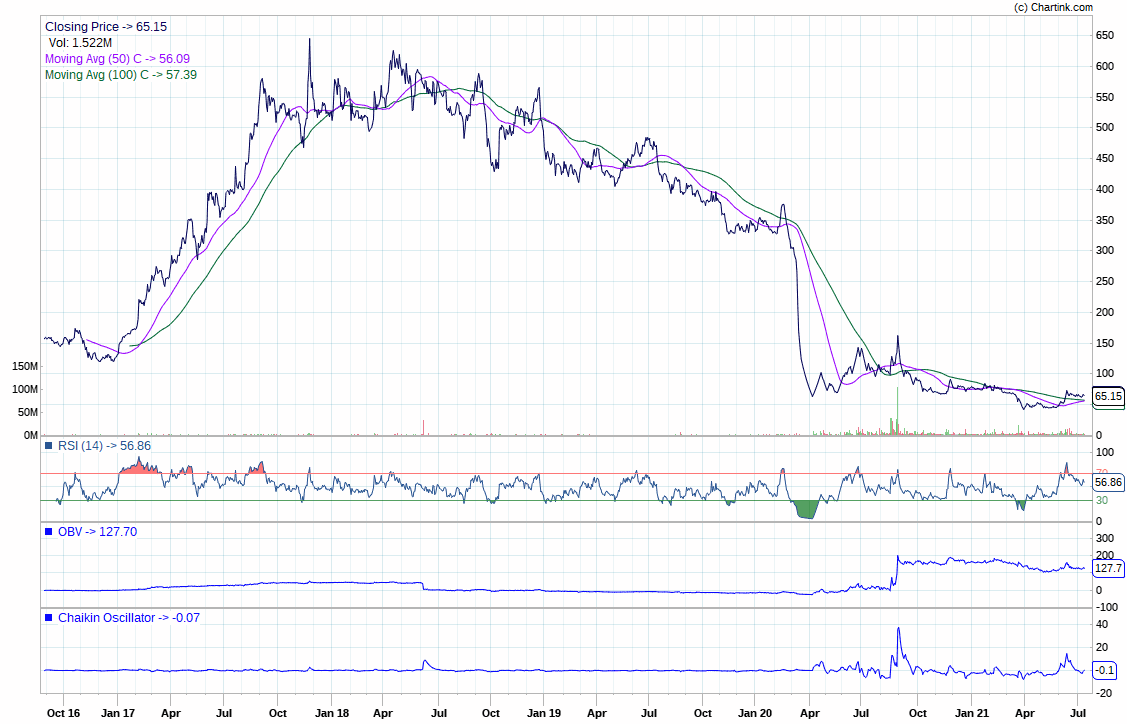 (c) Chartink.com
Closing Price -> 65.15
Vol: 1.522M
Moving Avg (50) C -> 56.09
Moving Avg (100) C -> 57.39
650
600
550
500
450
400
350
300
250
200
150
100
65.15
0
150M
100M
50M
0M
RSI (14) -> 56.86
100
70
56.86
30
0
OBV -> 127.70
300
200
127.7
0
-100
Chaikin Oscillator -> -0.07
40
20
-0.1
-20
Oct 16 Jan 17 Apr Jul Oct Jan 18 Apr Jul Oct Jan 19 Apr Jul Oct Jan 20 Apr Jul Oct Jan 21 Apr Jul